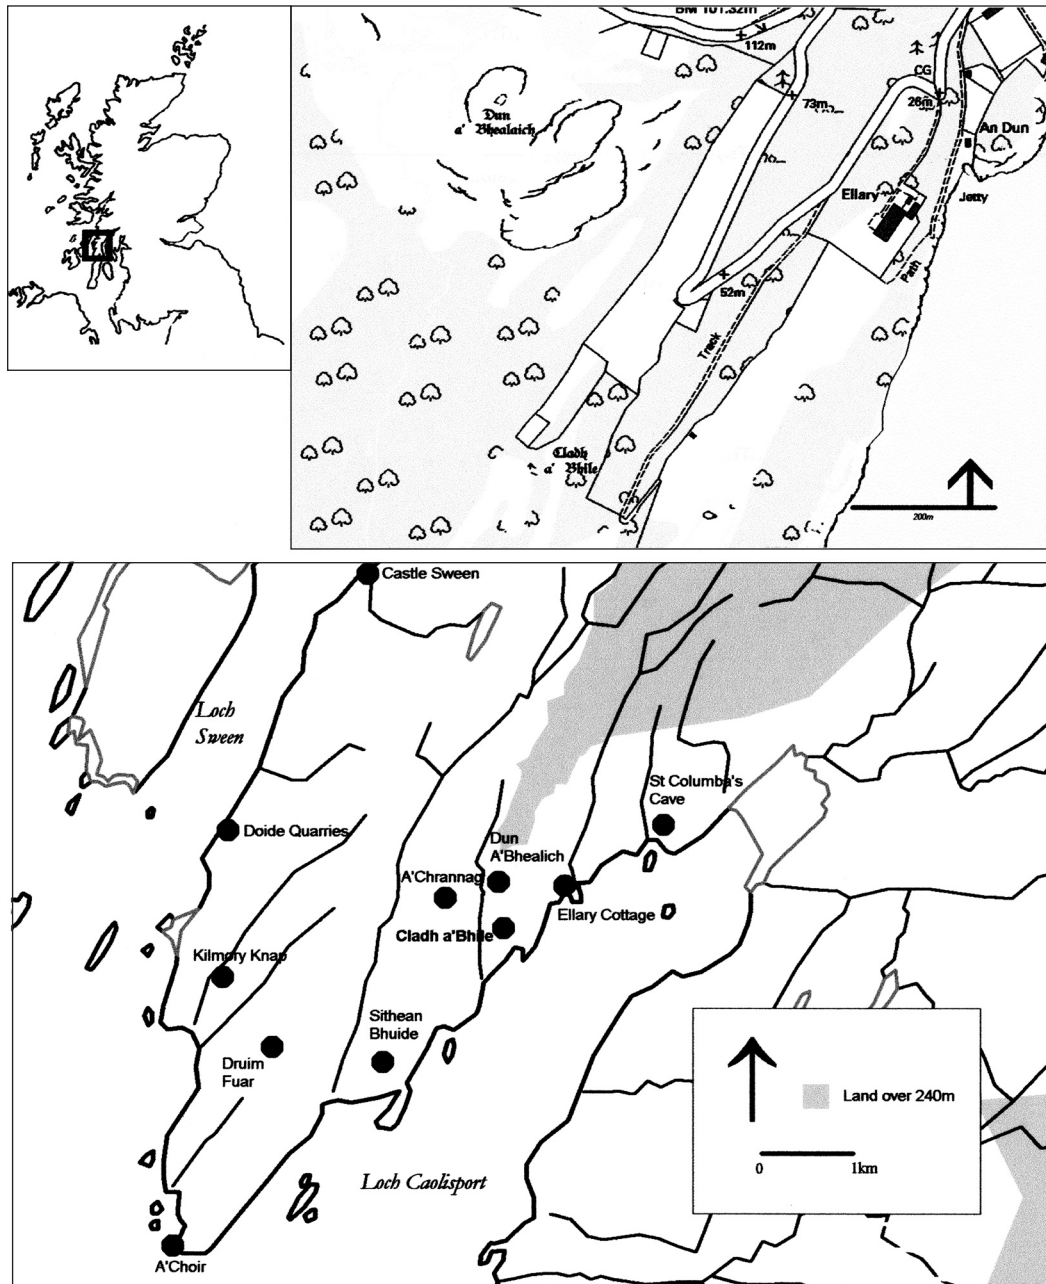 BM 101.32m
112m
CG
73m
26m
Dun
a' Bhealaich
An Dun
Ellary
Jetty
Path
52m
Track
Cladh
a' Bhile
200m
Castle Sween
Loch
Sween
St Columba's
Cave
Doide Quarries
Dun
A'Bhealich
A'Chrannag
Ellary Cottage
Cladh a'Bhile
Kilmory Knap
Sithean
Bhuide
Druim
Fuar
Land over 240m
0 1km
Loch Caolisport
A'Choir